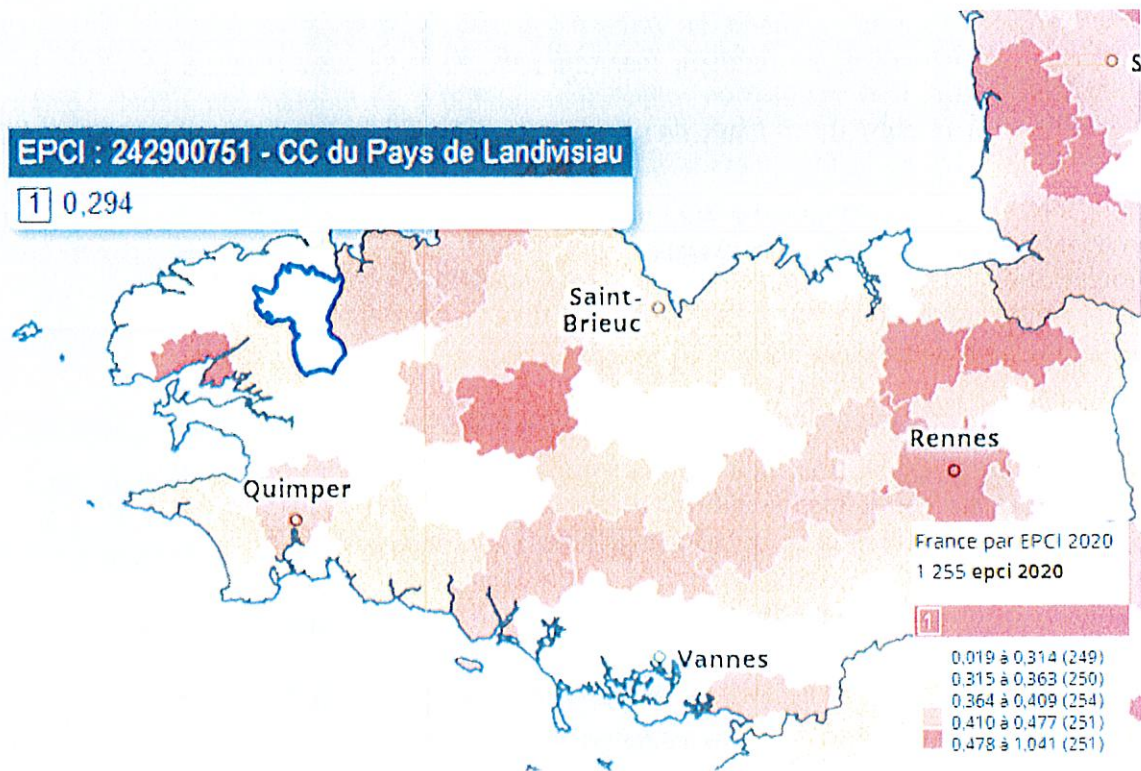 S
EPCI : 242900751 - CC du Pays de Landivisiau
1 0,294
Saint-
Brieuc
Rennes
Quimper
France par EPCI 2020
1 255 epci 2020
1
0,019 à 0,314 (249)
0,315 à 0,363 (250)
0,364 à 0,409 (254)
0,410 à 0,477 (251)
0,478 à 1,041 (251)
Vannes